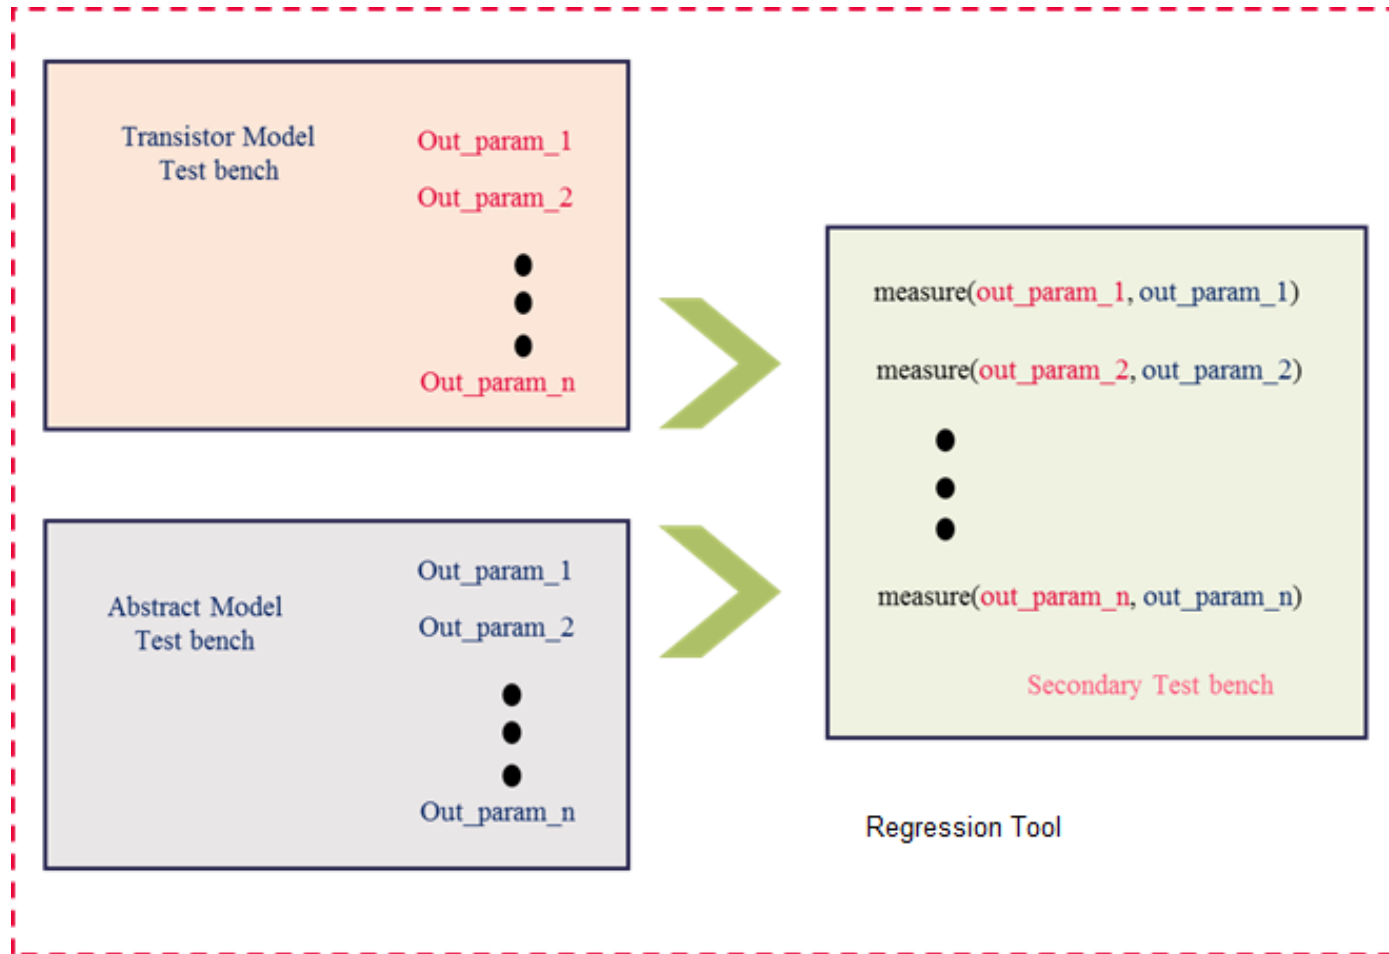 Transistor Model
Test bench
Out_param_1
Out_param_2
Out_param_n
Abstract Model
Test bench
Out_param_1
Out_param_2
Out_param_n
measure(out_param_1, out_param_1)
measure(out_param_2, out_param_2)
measure(out_param_n, out_param_n)
Secondary Test bench
Regression Tool